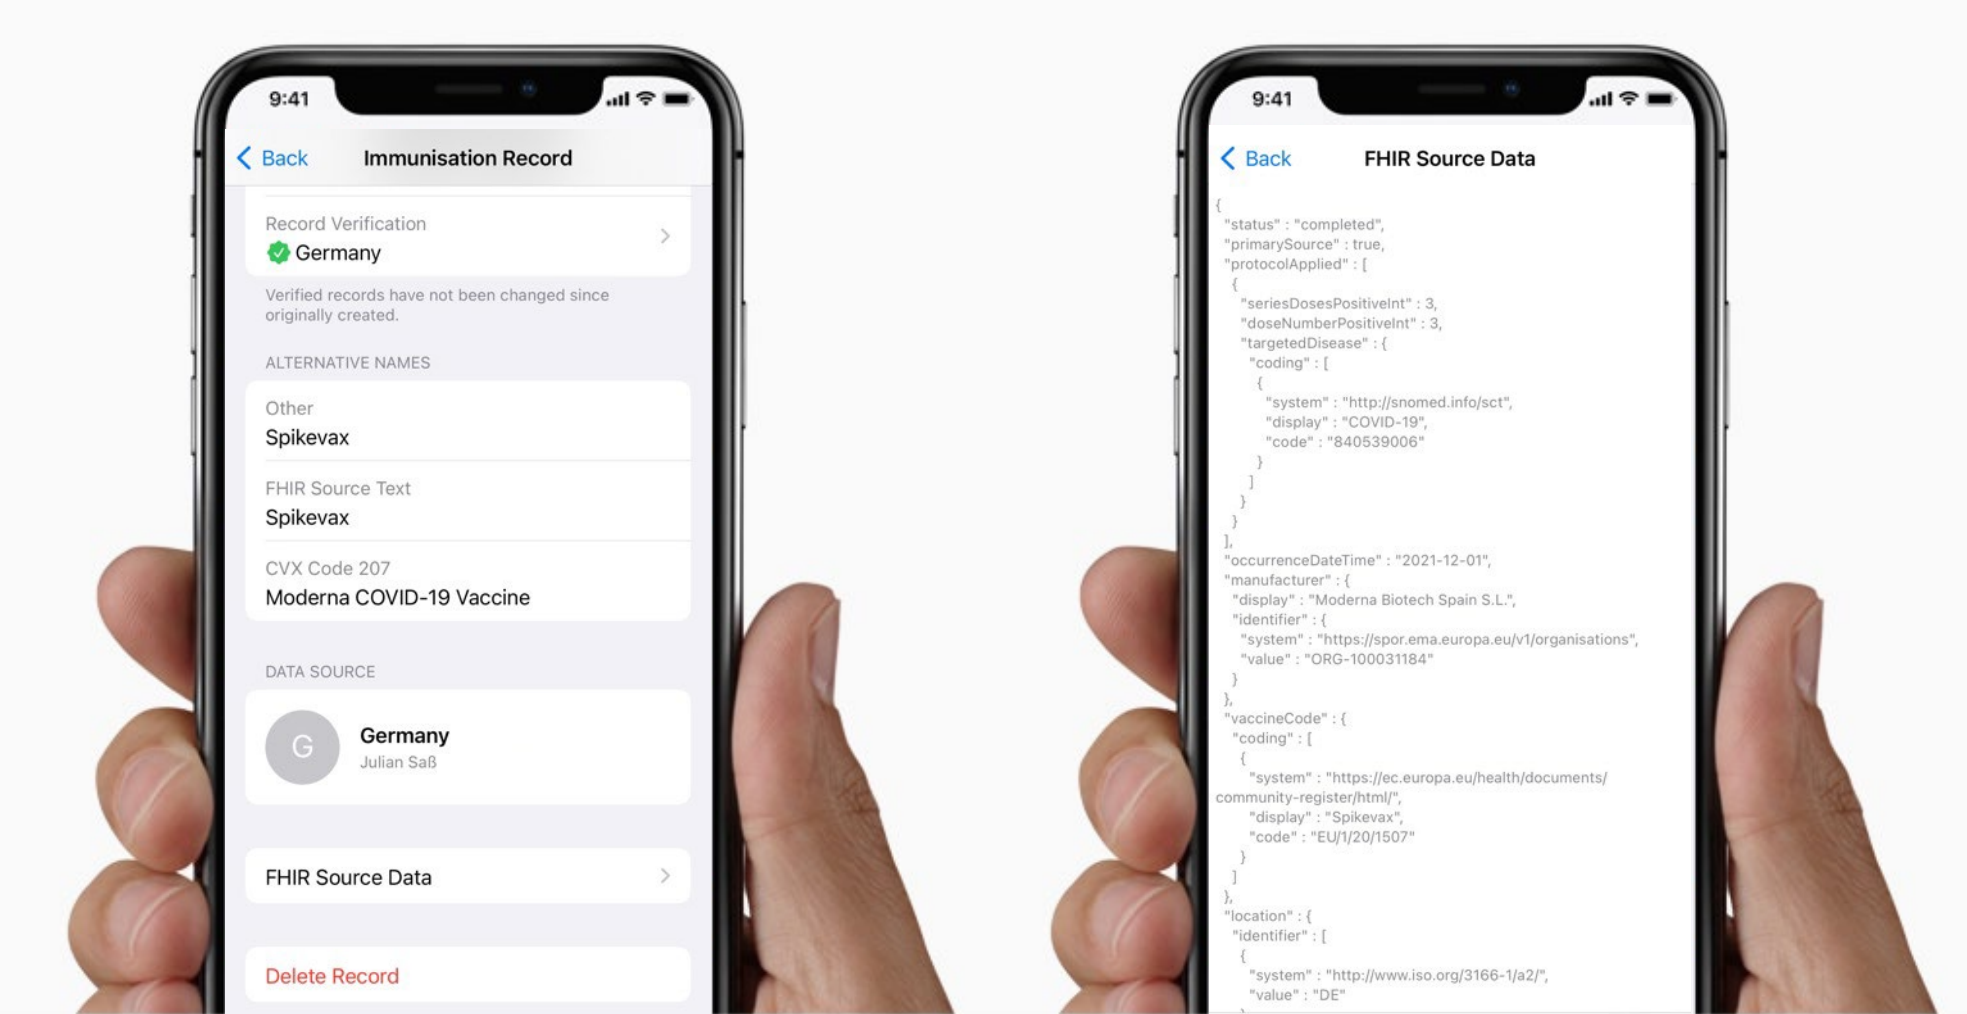 9:41
Back
Immunisation Record
Record Verification
Germany
Verified records have not been changed since
originally created.
ALTERNATIVE NAMES
Other
Spikevax
FHIR Source Text
Spikevax
CVX Code 207
Moderna COVID-19 Vaccine
DATA SOURCE
G
Germany
Julian Saß
FHIR Source Data
Delete Record
9:41
Back
FHIR Source Data
{
"status" : "completed",
"primarySource" : true,
"protocolApplied" : [
{
"seriesDosesPositiveInt" : 3,
"doseNumberPositiveInt" : 3,
"targetedDisease" : {
"coding" : [
{
"system" : "http://snomed.info/sct",
"display" : "COVID-19",
"code" : "840539006"
}
]
}
}
],
"occurrenceDateTime" : "2021-12-01",
"manufacturer" : {
"display" : "Moderna Biotech Spain S.L.",
"identifier" : {
"system" : "https://spor.ema.europa.eu/v1/organisations",
"value" : "ORG-100031184"
}
},
"vaccineCode" : {
"coding" : [
{
"system" : "https://ec.europa.eu/health/documents/
community-register/html/",
"display" : "Spikevax",
"code" : "EU/1/20/1507"
}
]
},
"location" : {
"identifier" : [
{
"system" : "http://www.iso.org/3166-1/a2/",
"value" : "DE"